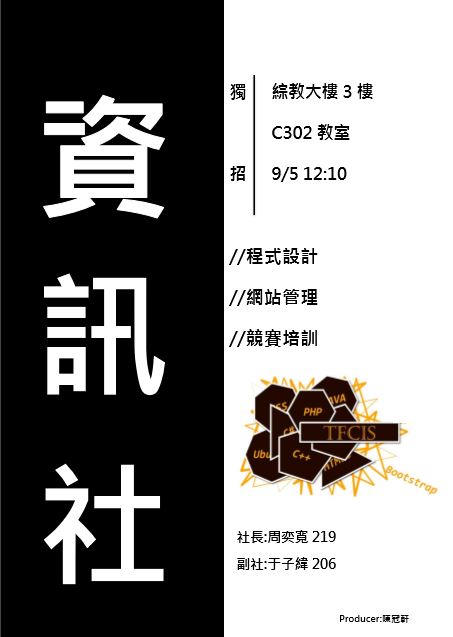 資訊社
獨招
綜教大樓 3 樓
C302 教室
9/5 12:10
//程式設計
//網站管理
//競賽培訓
CSS
PHP
JAVA
C#
TFCIS
Ubu
C++
HTML
Bootstrap
社長:周奕寬 219
副社:于子緯 206
Producer:陳冠軒